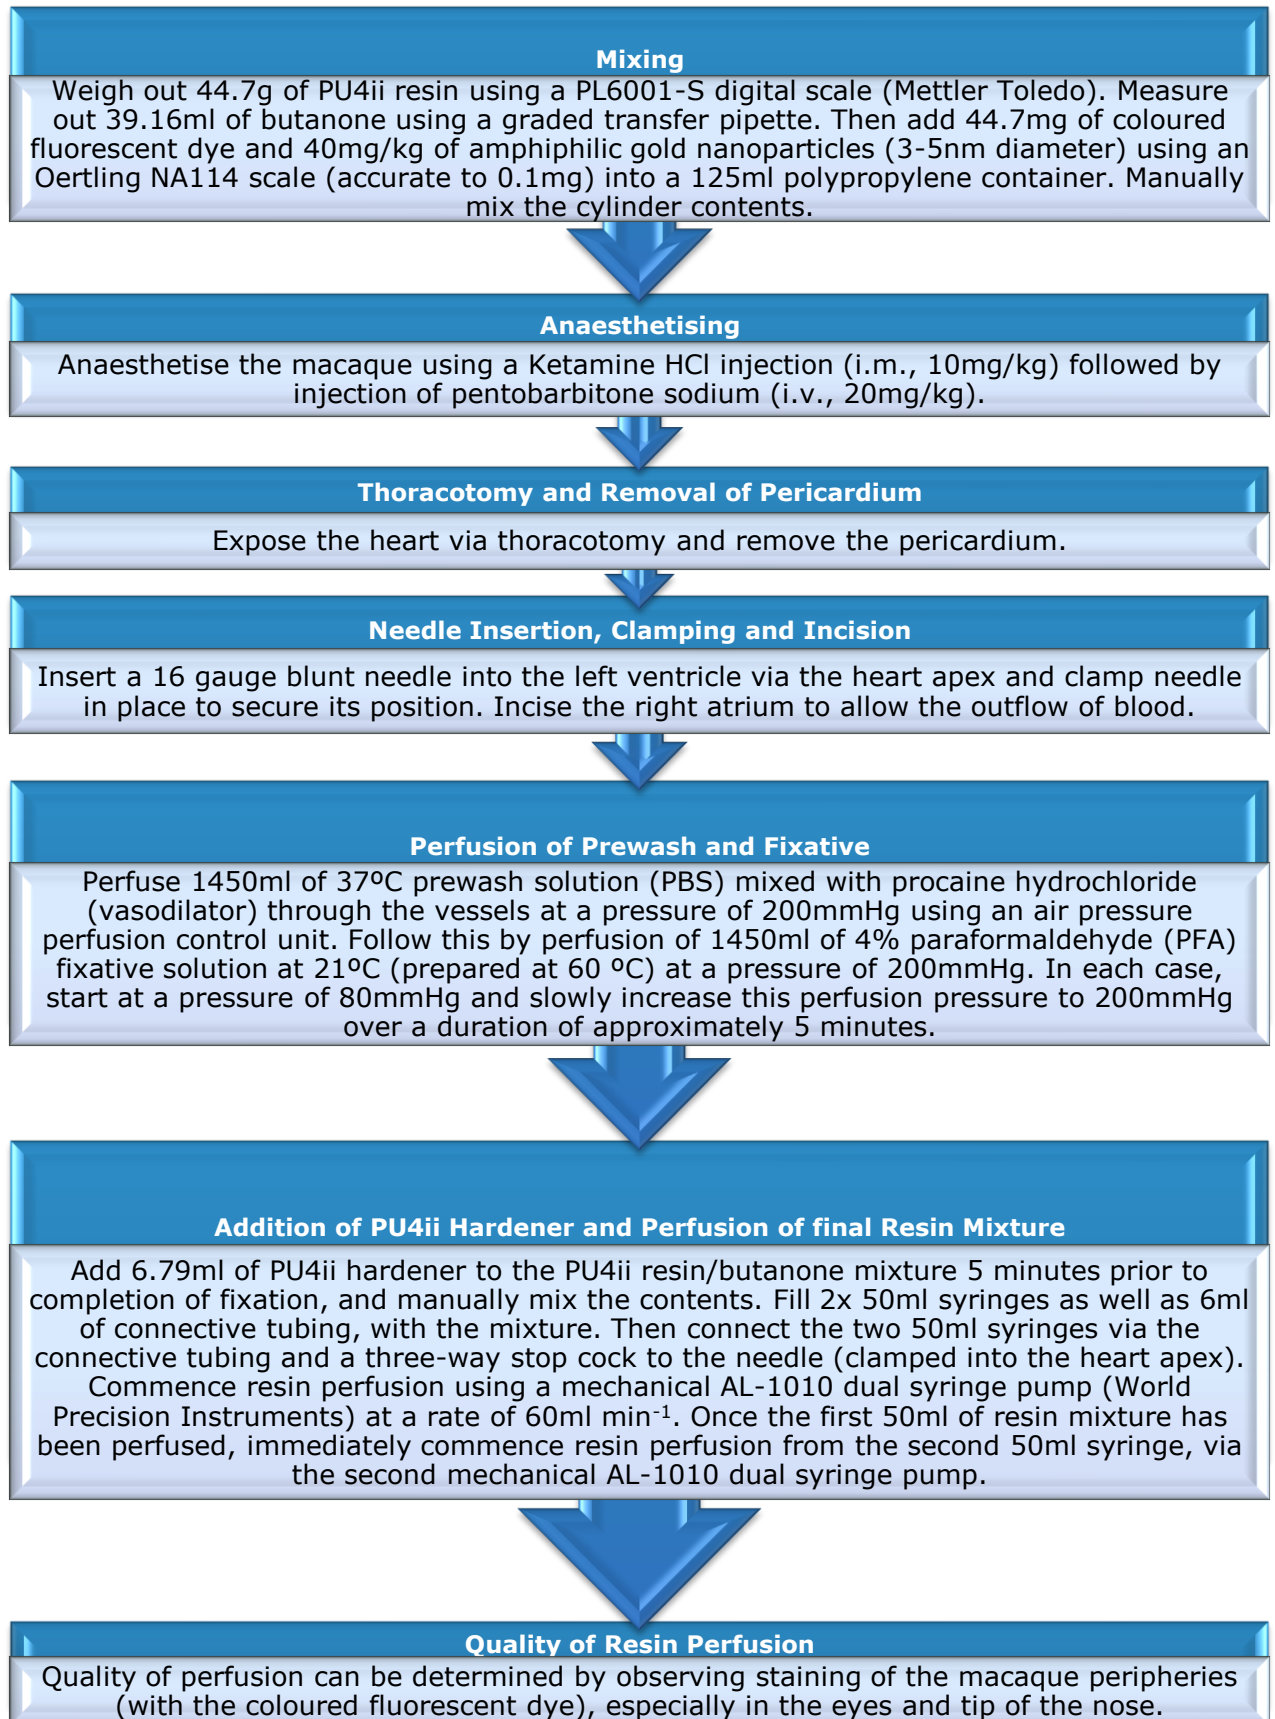 Mixing
Weigh out 44.7g of PU4ii resin using a PL6001-S digital scale (Mettler Toledo). Measure
out 39.16ml of butanone using a graded transfer pipette. Then add 44.7mg of coloured
fluorescent dye and 40mg/kg of amphiphilic gold nanoparticles (3-5nm diameter) using an
Oertling NA114 scale (accurate to 0.1mg) into a 125ml polypropylene container. Manually
mix the cylinder contents.
Anaesthetising
Anaesthetise the macaque using a Ketamine HCl injection (i.m., 10mg/kg) followed by
injection of pentobarbitone sodium (i.v., 20mg/kg).
Thoracotomy and Removal of Pericardium
Expose the heart via thoracotomy and remove the pericardium.
Needle Insertion, Clamping and Incision
Insert a 16 gauge blunt needle into the left ventricle via the heart apex and clamp needle
in place to secure its position. Incise the right atrium to allow the outflow of blood.
Perfusion of Prewash and Fixative
Perfuse 1450ml of 37ºC prewash solution (PBS) mixed with procaine hydrochloride
(vasodilator) through the vessels at a pressure of 200mmHg using an air pressure
perfusion control unit. Follow this by perfusion of 1450ml of 4% paraformaldehyde (PFA)
fixative solution at 21ºC (prepared at 60 ºC) at a pressure of 200mmHg. In each case,
start at a pressure of 80mmHg and slowly increase this perfusion pressure to 200mmHg
over a duration of approximately 5 minutes.
Addition of PU4ii Hardener and Perfusion of final Resin Mixture
Add 6.79ml of PU4ii hardener to the PU4ii resin/butanone mixture 5 minutes prior to
completion of fixation, and manually mix the contents. Fill 2x 50ml syringes as well as 6ml
of connective tubing, with the mixture. Then connect the two 50ml syringes via the
connective tubing and a three-way stop cock to the needle (clamped into the heart apex).
Commence resin perfusion using a mechanical AL-1010 dual syringe pump (World
Precision Instruments) at a rate of 60ml min⁻¹. Once the first 50ml of resin mixture has
been perfused, immediately commence resin perfusion from the second 50ml syringe, via
the second mechanical AL-1010 dual syringe pump.
Quality of Resin Perfusion
Quality of perfusion can be determined by observing staining of the macaque peripheries
(with the coloured fluorescent dye), especially in the eyes and tip of the nose.